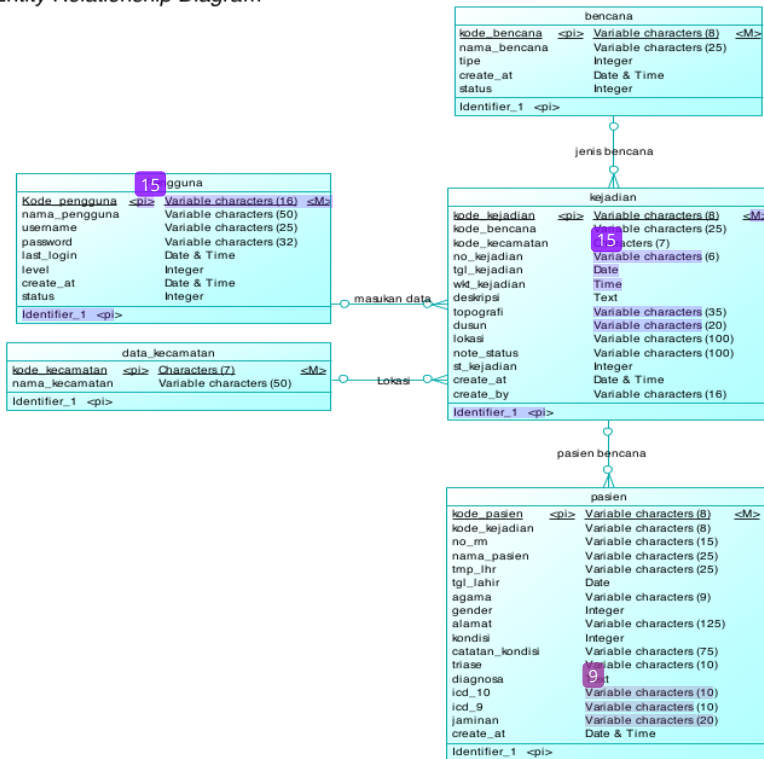 Entity Relationship Diagram
bencana
kode_bencana <pi> Variable characters (8) <M>
nama_bencana Variable characters (25)
tipe Integer
create_at Date & Time
status Integer
Identifier_1 <pi>
jenis bencana
15
ngguna
Kode_pengguna <pi> Variable characters (16) <M>
nama_pengguna Variable characters (50)
username Variable characters (25)
password Variable characters (32)
last_login Date & Time
level Integer
create_at Date & Time
status Integer
Identifier_1 <pi>
masukan data
data_kecamatan
kode_kecamatan <pi> Characters (7) <M>
nama_kecamatan Variable characters (50)
Identifier_1 <pi>
Lokasi
kejadian
kode_kejadian <pi> Variable characters (8) <M>
kode_bencana Variable characters (25)
15
kode_kecamatan Characters (7)
no_kejadian Variable characters (6)
tgl_kejadian Date
wkt_kejadian Time
deskripsi Text
topografi Variable characters (35)
dusun Variable characters (20)
lokasi Variable characters (100)
note_status Variable characters (100)
st_kejadian Integer
create_at Date & Time
create_by Variable characters (16)
Identifier_1 <pi>
pasien bencana
pasien
kode_pasien <pi> Variable characters (8) <M>
kode_kejadian Variable characters (8)
no_rm Variable characters (15)
nama_pasien Variable characters (25)
tmp_lhr Variable characters (25)
tgl_lahir Date
agama Variable characters (9)
gender Integer
alamat Variable characters (125)
kondisi Integer
catatan_kondisi Variable characters (75)
triase Variable characters (10)
9
diagnosa Text
icd_10 Variable characters (10)
icd_9 Variable characters (10)
jaminan Variable characters (20)
create_at Date & Time
Identifier_1 <pi>